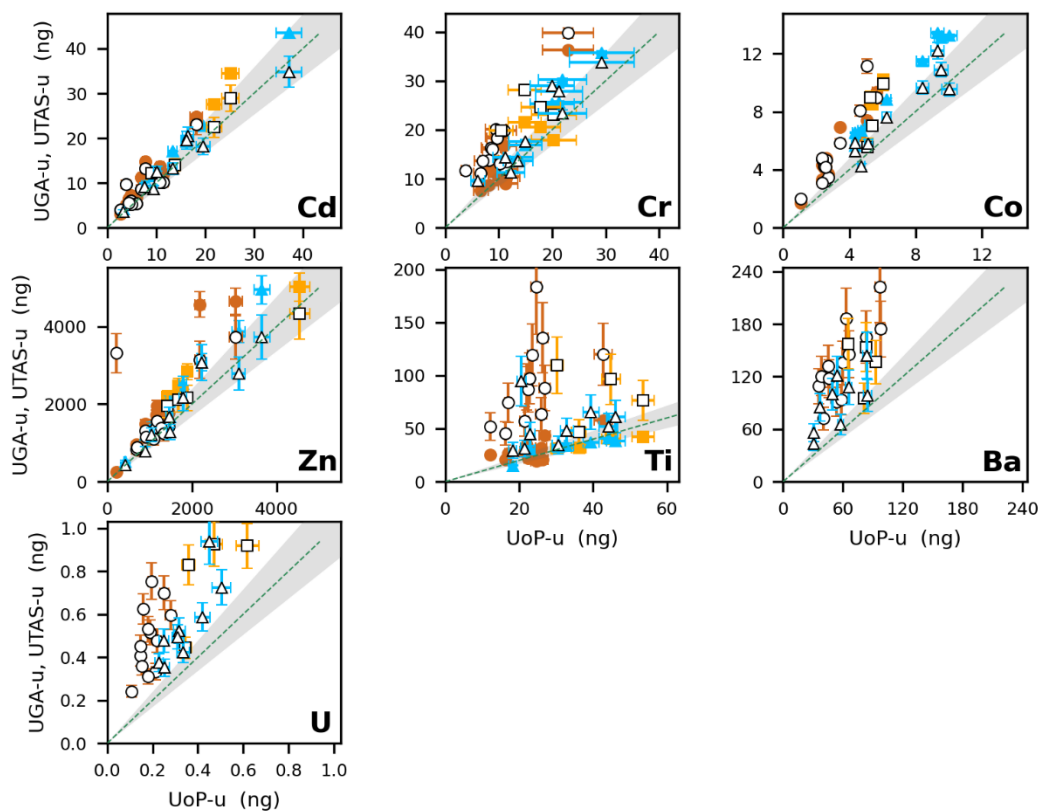 40
30
20
10
0
0 10 20 30 40
Cd
UGA-u, UTAS-u (ng)
40
30
20
10
0
0 10 20 30 40
Cr
12
8
4
0
0 4 8 12
Co
4000
2000
0
0 2000 4000
Zn
UGA-u, UTAS-u (ng)
200
150
100
50
0
0 15 30 45 60
Ti
UoP-u (ng)
240
180
120
60
0
0 60 120 180 240
Ba
UoP-u (ng)
1.0
0.8
0.6
0.4
0.2
0.0
0.0 0.2 0.4 0.6 0.8 1.0
U
UGA-u, UTAS-u (ng)
UoP-u (ng)